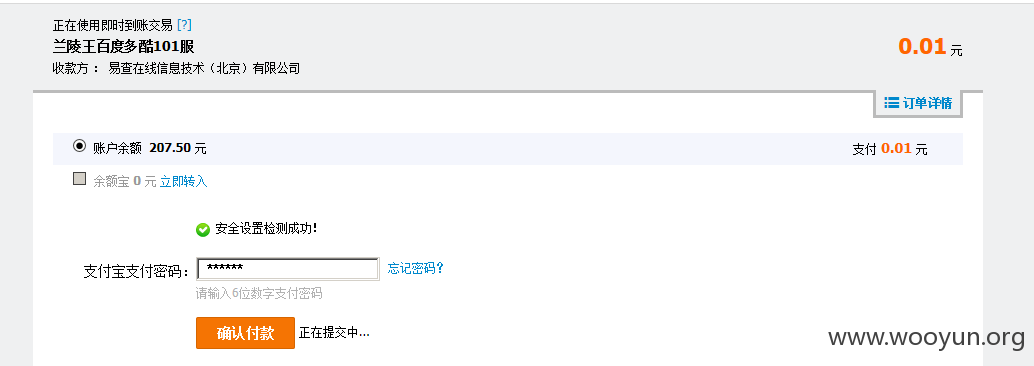 正在使用即时到账交易 [?]
兰陵王百度多酷101服
0.01 元
收款方： 易查在线信息技术（北京）有限公司
订单详情
账户余额 207.50 元
支付 0.01 元
余额宝 0 元 立即转入
安全设置检测成功!
支付宝支付密码： ****** 忘记密码?
请输入6位数字支付密码
确认付款 正在提交中...
www.wooyun.org